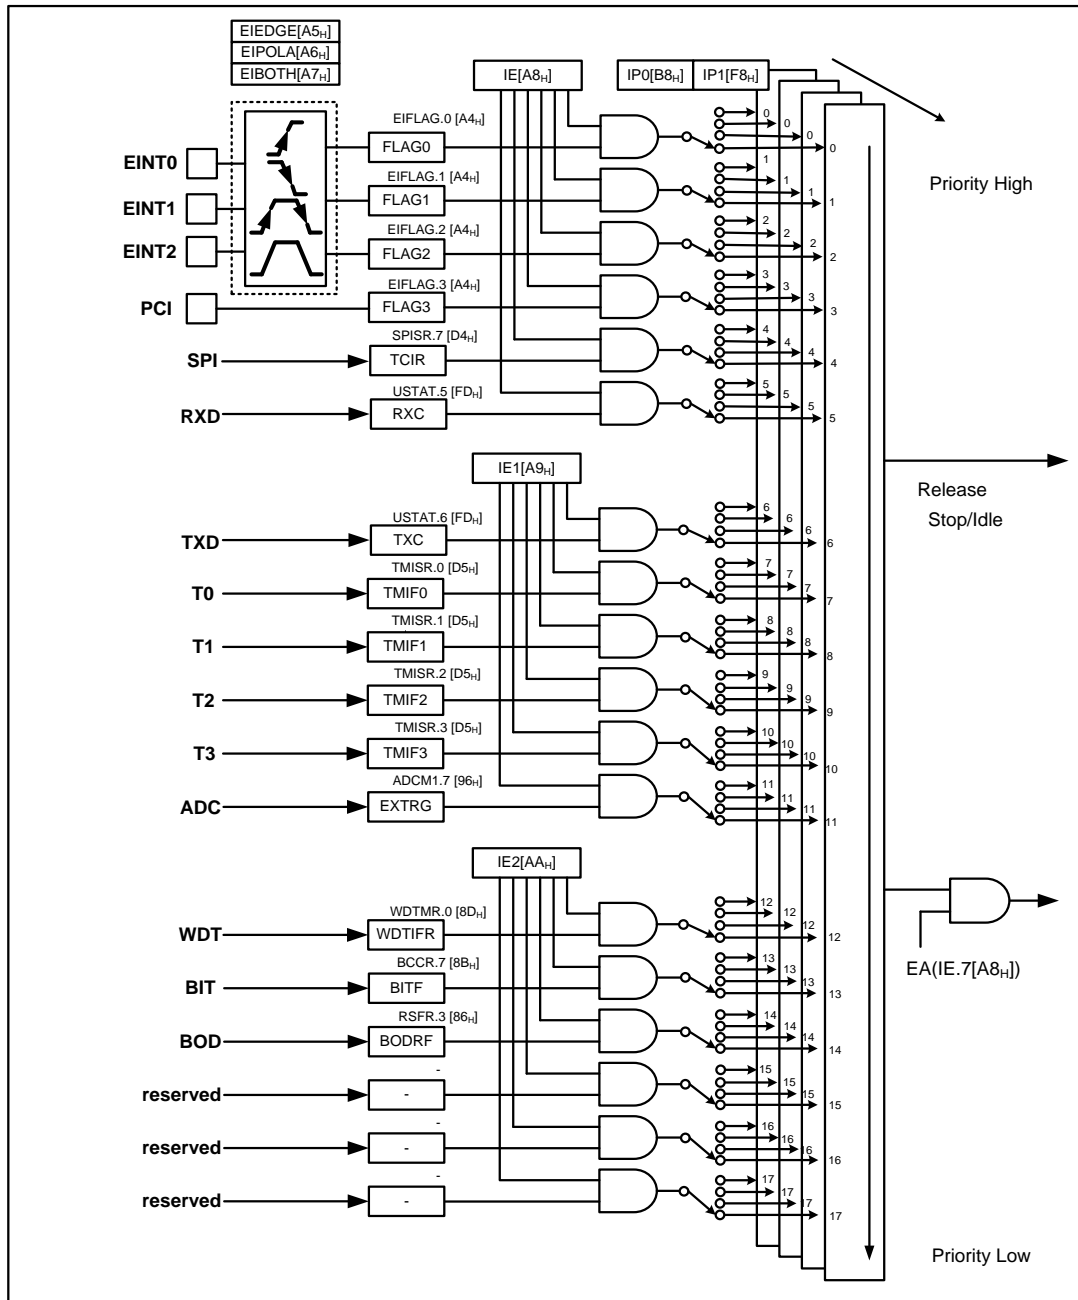 EIEDGE[A5H]
EIPOLA[A6H]
EIBOTH[A7H]
IE[A8H]
IP0[B8H]
IP1[F8H]
Priority High
EINT0
EINT1
EINT2
EIFLAG.0 [A4H]
FLAG0
0
0
0
0
EIFLAG.1 [A4H]
FLAG1
1
1
1
1
EIFLAG.2 [A4H]
FLAG2
2
2
2
2
PCI
EIFLAG.3 [A4H]
FLAG3
3
3
3
3
SPI
SPISR.7 [D4H]
TCIR
4
4
4
4
RXD
USTAT.5 [FDH]
RXC
5
5
5
5
IE1[A9H]
Release
Stop/Idle
TXD
USTAT.6 [FDH]
TXC
6
6
6
6
T0
TMISR.0 [D5H]
TMIF0
7
7
7
7
T1
TMISR.1 [D5H]
TMIF1
8
8
8
8
T2
TMISR.2 [D5H]
TMIF2
9
9
9
9
T3
TMISR.3 [D5H]
TMIF3
10
10
10
10
ADC
ADCM1.7 [96H]
EXTRG
11
11
11
11
IE2[AAH]
WDT
WDTMR.0 [8DH]
WDTIFR
12
12
12
12
EA(IE.7[A8H])
BIT
BCCR.7 [8BH]
BITF
13
13
13
13
BOD
RSFR.3 [86H]
BODRF
14
14
14
14
reserved
-
-
15
15
15
15
reserved
-
-
16
16
16
16
reserved
-
-
17
17
17
17
Priority Low